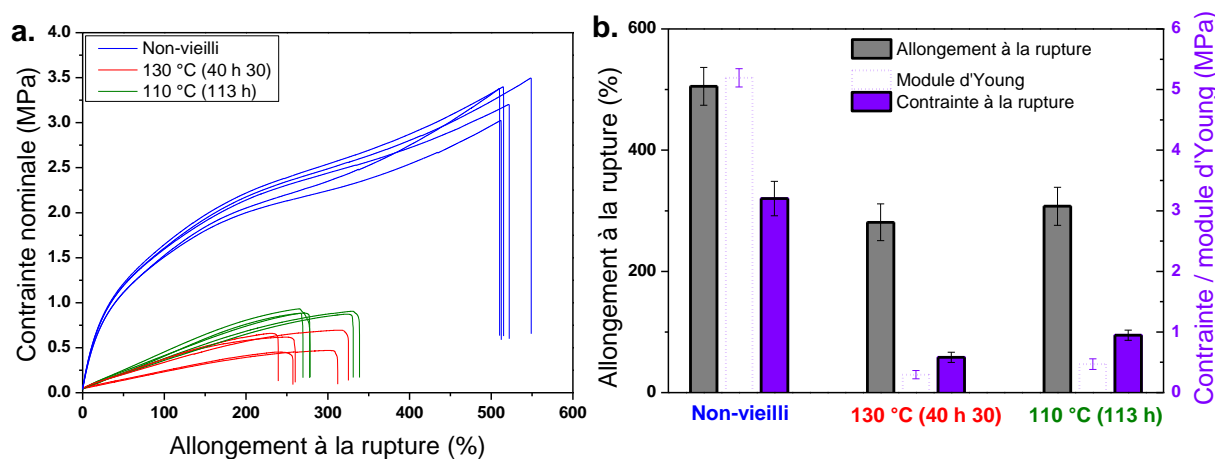 a.
Contrainte nominale (MPa)
4.0
3.5
3.0
2.5
2.0
1.5
1.0
0.5
0.0
Non-vieilli
130 °C (40 h 30)
110 °C (113 h)
0 100 200 300 400 500 600
Allongement à la rupture (%)
b.
Allongement à la rupture (%)
600
400
200
0
Allongement à la rupture
Module d'Young
Contrainte à la rupture
6
5
4
3
2
1
0
Contrainte / module d'Young (MPa)
Non-vieilli 130 °C (40 h 30) 110 °C (113 h)